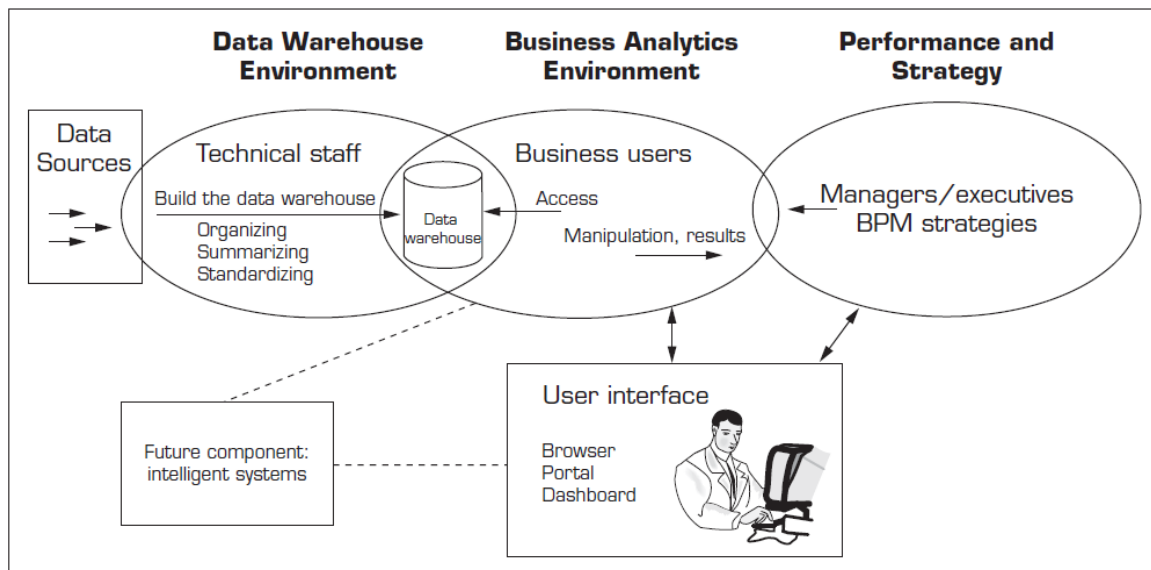 Data Warehouse
Environment
Business Analytics
Environment
Performance and
Strategy
Data
Sources
Technical staff
Build the data warehouse
Organizing
Summarizing
Standardizing
Data
warehouse
Business users
Access
Manipulation, results
Managers/executives
BPM strategies
Future component:
intelligent systems
User interface
Browser
Portal
Dashboard